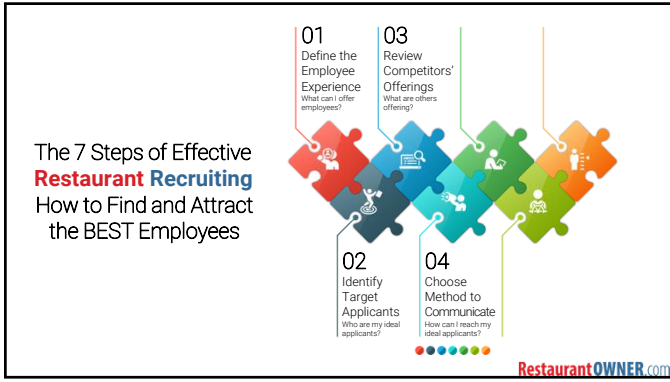 The 7 Steps of Effective
Restaurant Recruiting
How to Find and Attract
the BEST Employees
01
Define the
Employee
Experience
What can I offer
employees?
02
Identify
Target
Applicants
Who are my ideal
applicants?
03
Review
Competitors'
Offerings
What are others
offering?
04
Choose
Method to
Communicate
How can I reach my
ideal applicants?
RestaurantOWNER.com